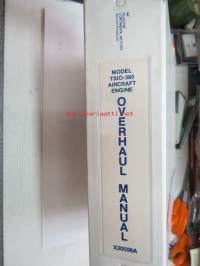 MODEL
TSIO-360
AIRCRAFT
ENGINE
OVERHAUL MANUAL
X30596A